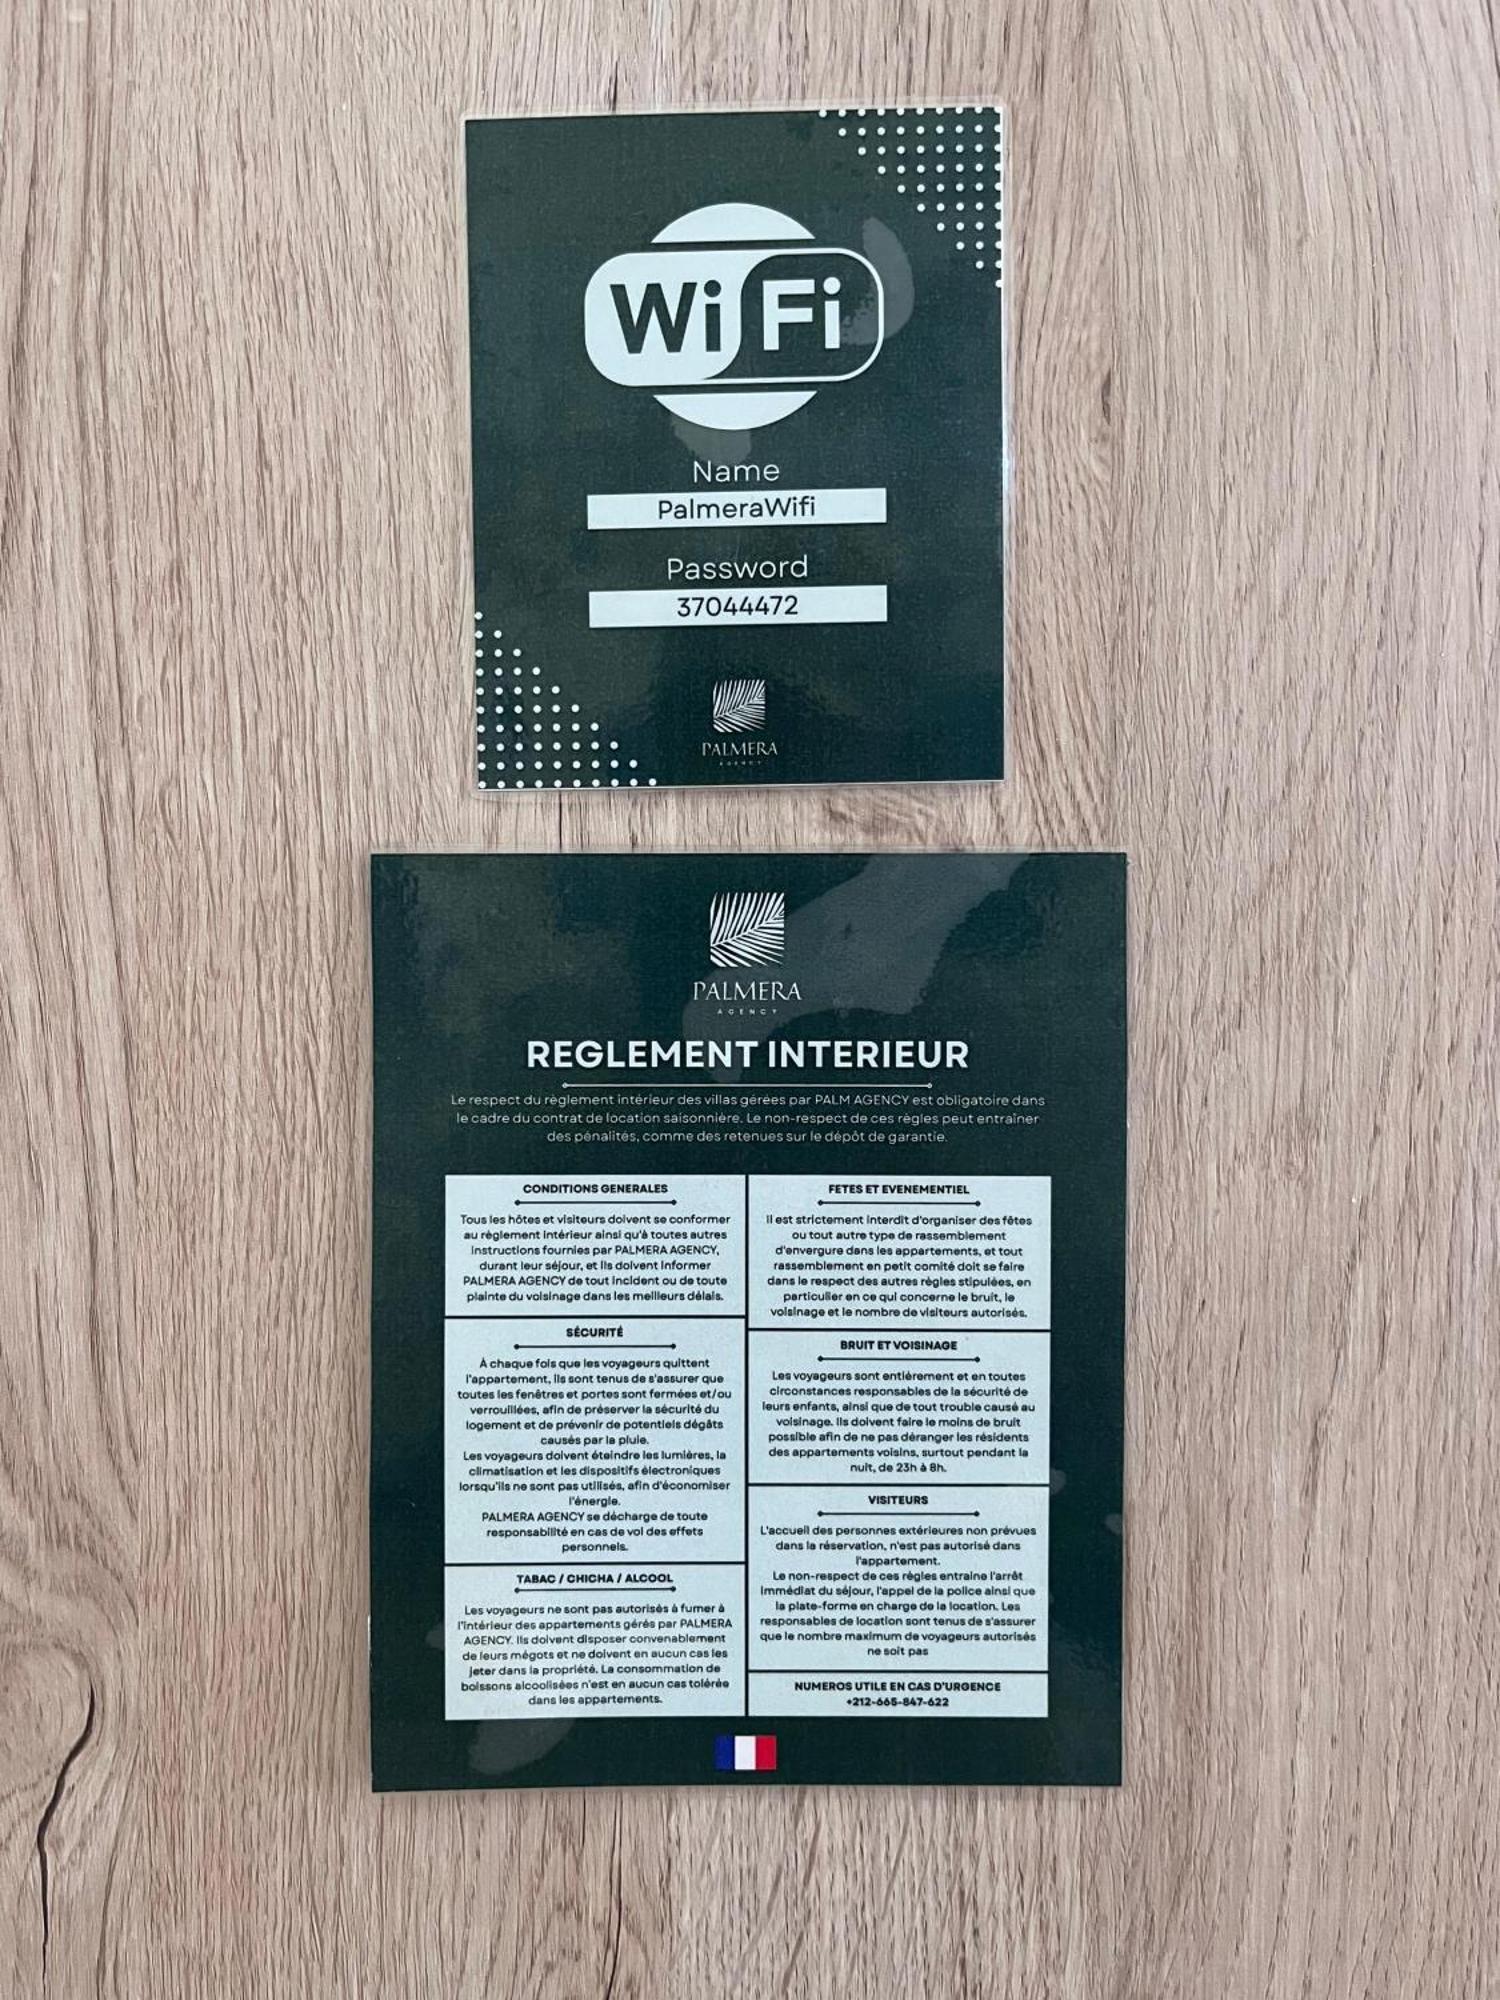 WiFi
Name
PalmeraWifi
Password
37044472
PALMERA
AGENCY
PALMERA
AGENCY
REGLEMENT INTERIEUR
Le respect du règlement intérieur des villas gérées par PALM AGENCY est obligatoire dans
le cadre du contrat de location saisonnière. Le non-respect de ces règles peut entraîner
des pénalités, comme des retenues sur le dépôt de garantie.
CONDITIONS GENERALES
Tous les hôtes et visiteurs doivent se conformer
au règlement intérieur ainsi qu'à toutes autres
instructions fournies par PALMERA AGENCY,
durant leur séjour, et ils doivent informer
PALMERA AGENCY de tout incident ou de toute
plainte du voisinage dans les meilleurs délais.
SÉCURITÉ
À chaque fois que les voyageurs quittent
l'appartement, ils sont tenus de s'assurer que
toutes les fenêtres et portes sont fermées et/ou
verrouillées, afin de préserver la sécurité du
logement et de prévenir de potentiels dégâts
causés par la pluie.
Les voyageurs doivent éteindre les lumières, la
climatisation et les dispositifs électroniques
lorsqu'ils ne sont pas utilisés, afin d'économiser
l'énergie.
PALMERA AGENCY se décharge de toute
responsabilité en cas de vol des effets
personnels.
TABAC / CHICHA / ALCOOL
Les voyageurs ne sont pas autorisés à fumer à
l'intérieur des appartements gérés par PALMERA
AGENCY. Ils doivent disposer convenablement
de leurs mégots et ne doivent en aucun cas les
jeter dans la propriété. La consommation de
boissons alcoolisées n'est en aucun cas tolérée
dans les appartements.
FETES ET EVENEMENTIEL
Il est strictement interdit d'organiser des fêtes
ou tout autre type de rassemblement
d'envergure dans les appartements, et tout
rassemblement en petit comité doit se faire
dans le respect des autres règles stipulées, en
particulier en ce qui concerne le bruit, le
voisinage et le nombre de visiteurs autorisés.
BRUIT ET VOISINAGE
Les voyageurs sont entièrement et en toutes
circonstances responsables de la sécurité de
leurs enfants, ainsi que de tout trouble causé au
voisinage. Ils doivent faire le moins de bruit
possible afin de ne pas déranger les résidents
des appartements voisins, surtout pendant la
nuit, de 23h à 8h.
VISITEURS
L'accueil des personnes extérieures non prévues
dans la réservation, n'est pas autorisé dans
l'appartement.
Le non-respect de ces règles entraine l'arrêt
immédiat du séjour, l'appel de la police ainsi que
la plate-forme en charge de la location. Les
responsables de location sont tenus de s'assurer
que le nombre maximum de voyageurs autorisés
ne soit pas
NUMEROS UTILE EN CAS D'URGENCE
+212-665-847-622